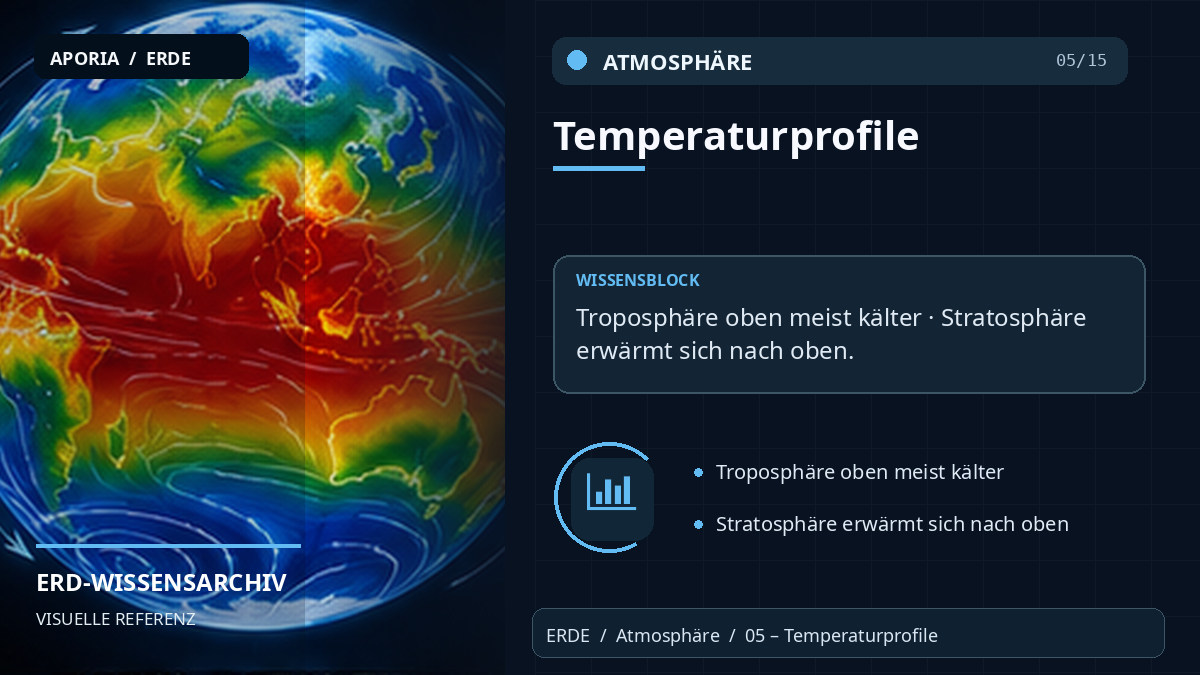 APORIA / ERDE
ATMOSPHÄRE
05/15
Temperaturprofile
WISSENSBLOCK
Troposphäre oben meist kälter · Stratosphäre
erwärmt sich nach oben.
Troposphäre oben meist kälter
Stratosphäre erwärmt sich nach oben
ERD-WISSENSARCHIV
VISUELLE REFERENZ
ERDE / Atmosphäre / 05 – Temperaturprofile